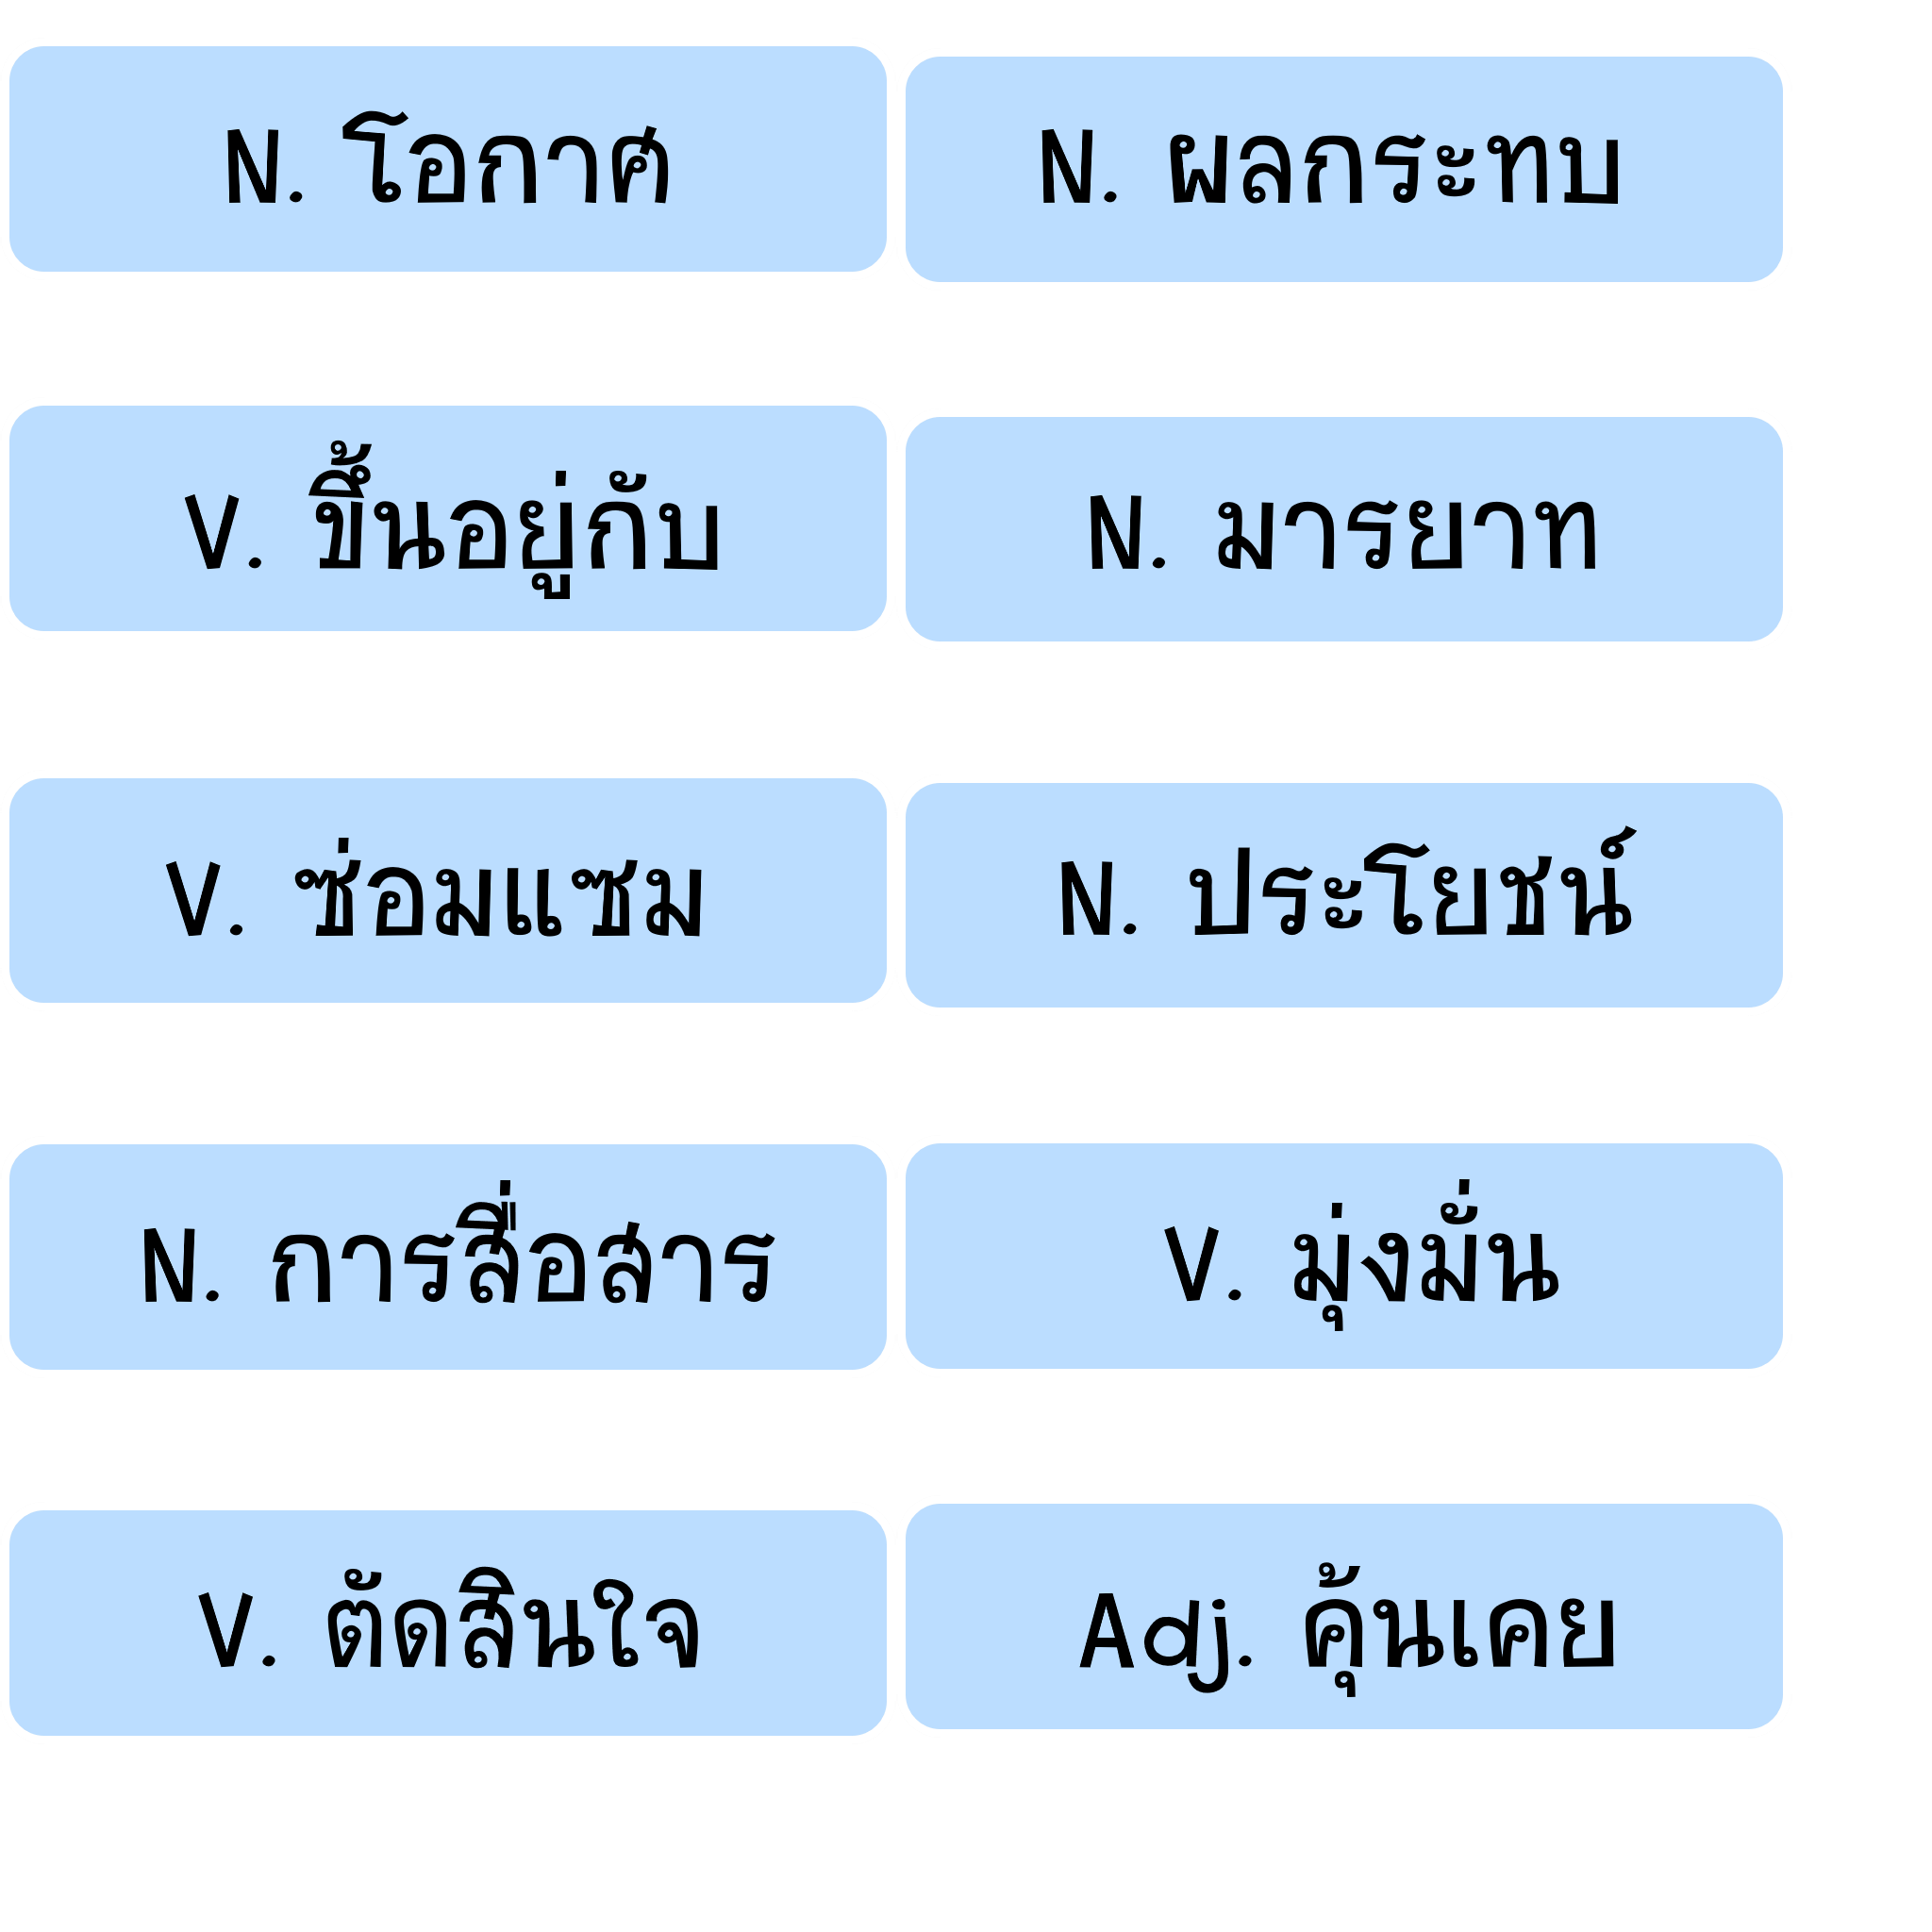 N. โอกาศ
N. ผลกระทบ
V. ขึ้นอยู่กับ
N. มารยาท
V. ซ่อมแซม
N. ประโยชน์
N. การสื่อสาร
V. มุ่งมั่น
V. ตัดสินใจ
Adj. คุ้นเคย